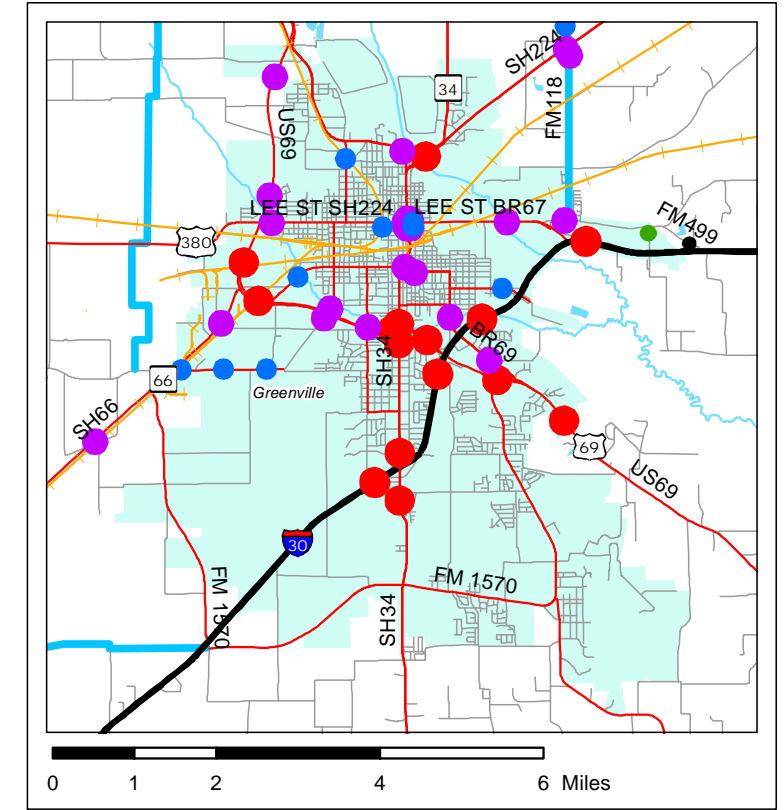 SH224
34
FM118
US69
LEE ST SH224
LEE ST BR67
FM499
380
BR69
SH34
66
Greenville
SH66
69
US69
30
FM 1570
FM 1570
SH34
0 1 2 4 6 Miles